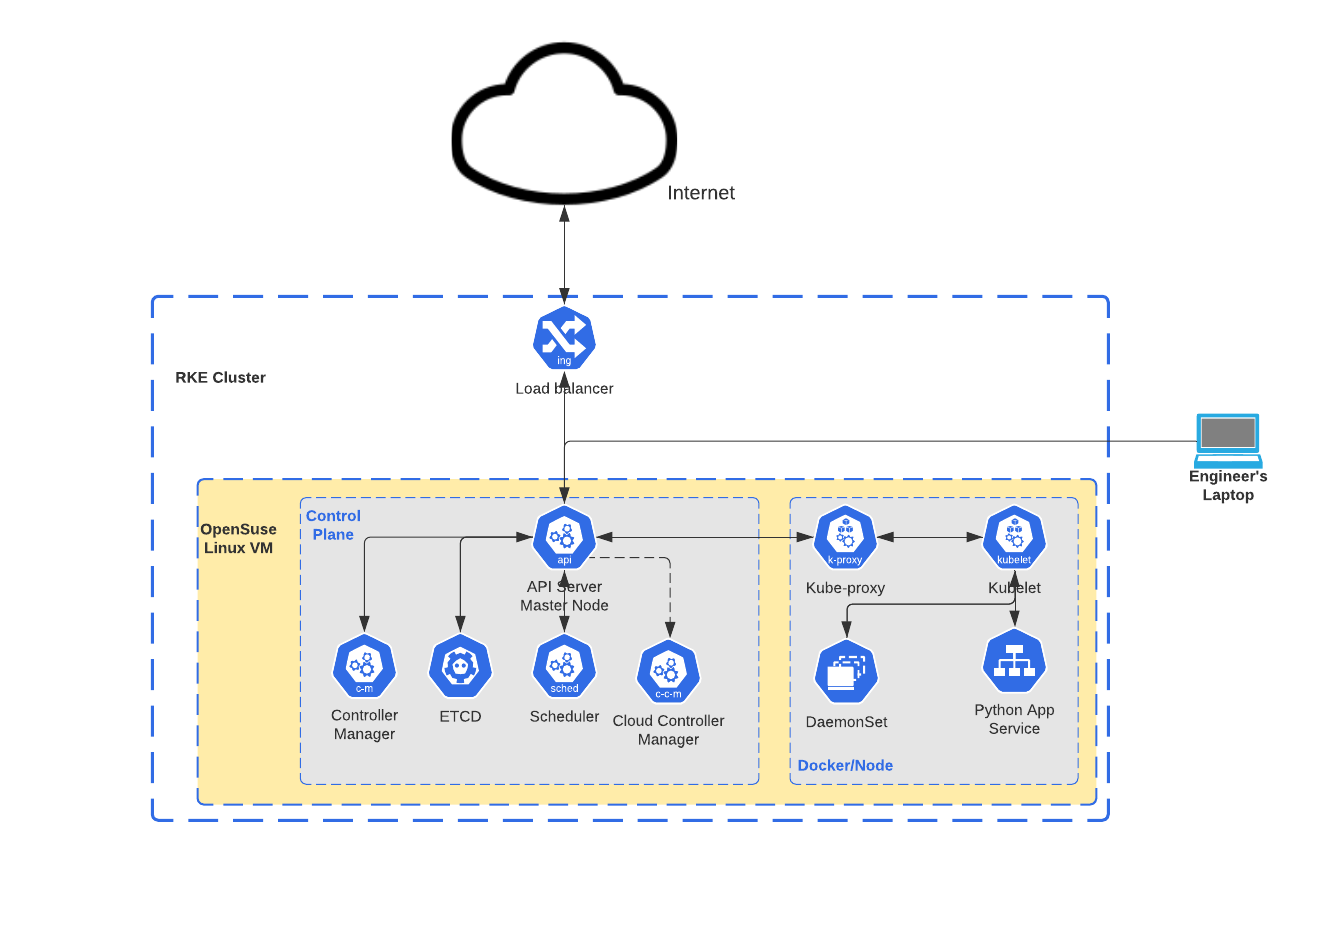 Internet
ing
Load balancer
RKE Cluster
Engineer's
Laptop
OpenSuse
Linux VM
Control
Plane
api
API Server
Master Node
k-proxy
Kube-proxy
kubelet
Kubelet
c-m
Controller
Manager
ETCD
sched
Scheduler
c-c-m
Cloud Controller
Manager
DaemonSet
Python App
Service
Docker/Node